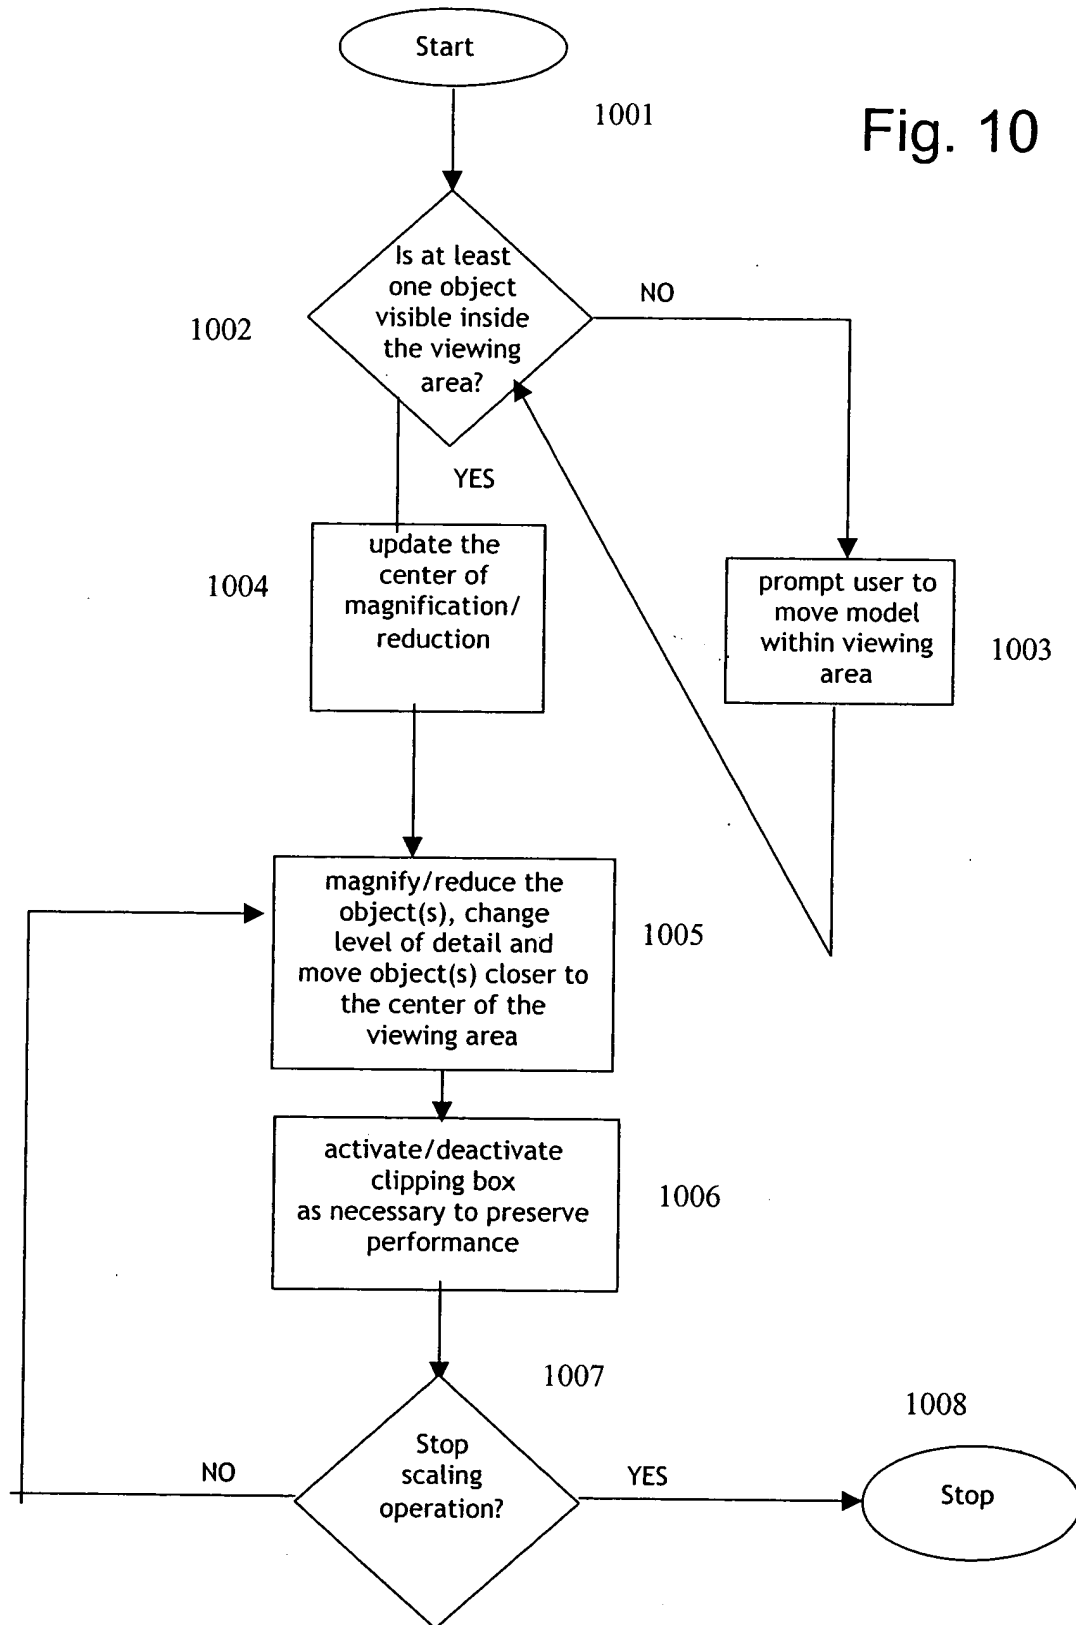 Start
1001
Fig. 10
Is at least
one object
visible inside
the viewing
area?
1002
NO
YES
update the
center of
magnification/
reduction
1004
prompt user to
move model
within viewing
area
1003
magnify/reduce the
object(s), change
level of detail and
move object(s) closer to
the center of the
viewing area
1005
activate/deactivate
clipping box
as necessary to preserve
performance
1006
1007
Stop
scaling
operation?
NO
YES
1008
Stop